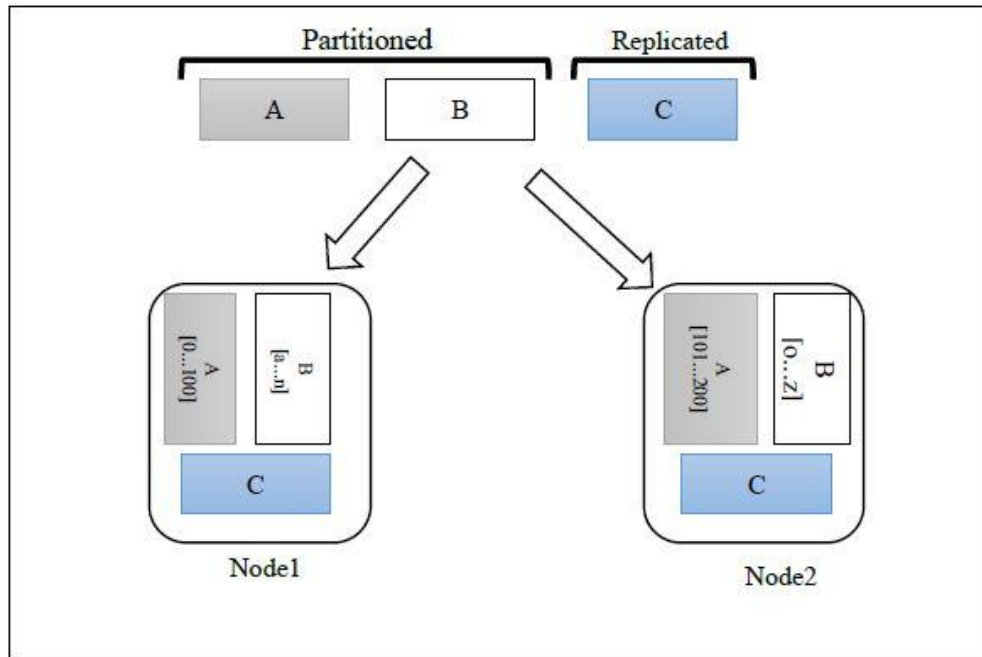 Partitioned
Replicated
A
B
C
A
[0...100]
B
[a...n]
C
Node1
A
[101...200]
B
[o...z]
C
Node2